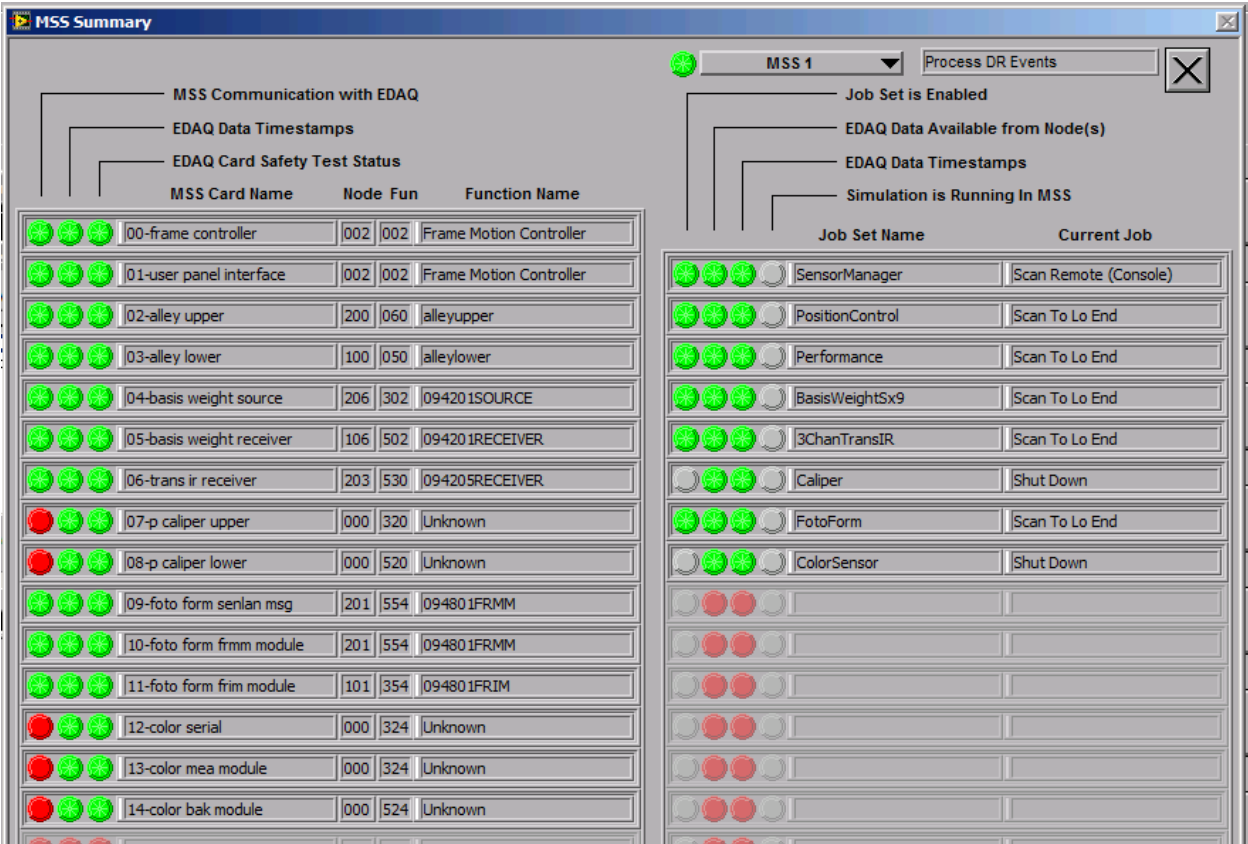 MSS Summary
MSS 1
Process DR Events
MSS Communication with EDAQ
EDAQ Data Timestamps
EDAQ Card Safety Test Status
MSS Card Name Node Fun Function Name
00-frame controller 002 002 Frame Motion Controller
01-user panel interface 002 002 Frame Motion Controller
02-alley upper 200 060 alleyupper
03-alley lower 100 050 alleylower
04-basis weight source 206 302 094201SOURCE
05-basis weight receiver 106 502 094201RECEIVER
06-trans ir receiver 203 530 094205RECEIVER
07-p caliper upper 000 320 Unknown
08-p caliper lower 000 520 Unknown
09-foto form senlan msg 201 554 094801FRMM
10-foto form frmm module 201 554 094801FRMM
11-foto form frim module 101 354 094801FRIM
12-color serial 000 324 Unknown
13-color mea module 000 324 Unknown
14-color bak module 000 524 Unknown
Job Set is Enabled
EDAQ Data Available from Node(s)
EDAQ Data Timestamps
Simulation is Running In MSS
Job Set Name Current Job
SensorManager Scan Remote (Console)
PositionControl Scan To Lo End
Performance Scan To Lo End
BasisWeightSx9 Scan To Lo End
3ChanTransIR Scan To Lo End
Caliper Shut Down
FotoForm Scan To Lo End
ColorSensor Shut Down